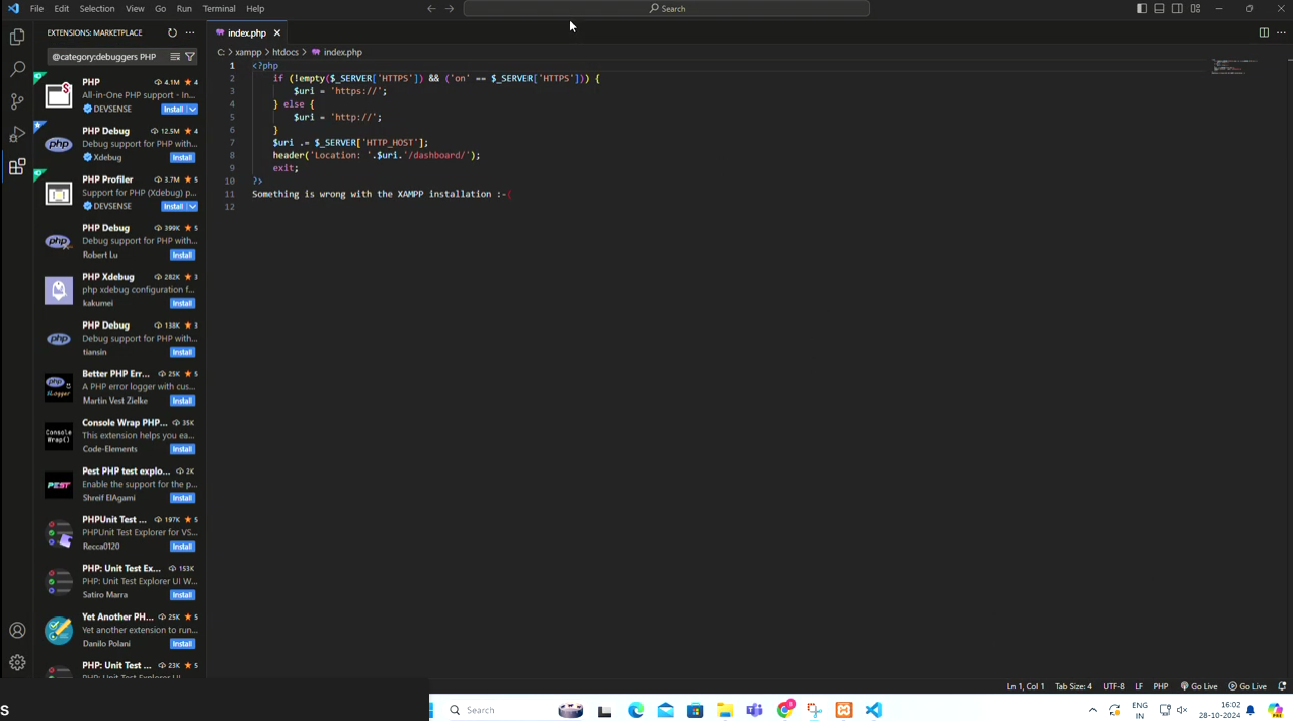 File Edit Selection View Go Run Terminal Help
Search
EXTENSIONS: MARKETPLACE
index.php
@category:debuggers PHP
C: > xampp > htdocs > index.php
PHP 4.1M 4
All-in-One PHP support - In...
DEVSENSE Install
PHP Debug 12.5M 4
Debug support for PHP with...
Xdebug Install
PHP Profiler 3.7M 5
Support for PHP (Xdebug) p...
DEVSENSE Install
PHP Debug 399K 5
Debug support for PHP with...
Robert Lu Install
PHP Xdebug 282K 3
php xdebug configuration f...
kakumei Install
PHP Debug 138K 3
Debug support for PHP with...
tiansin Install
Better PHP Err... 25K 5
A PHP error logger with cus...
Martin Vestl Zielke Install
Console Wrap PHP... 35K
This extension helps you ea...
Code-Elements Install
Pest PHP test explo... 2K
Enable the support for the p...
Shreif ElAgami Install
PHPUnit Test ... 197K 5
PHPUnit Test Explorer for VS...
Recca0120 Install
PHP: Unit Test Ex... 153K
PHP: Unit Test Explorer UI W...
Satiro Marra Install
Yet Another PH... 25K 5
Yet another extension to run...
Danilo Polani Install
PHP: Unit Test ... 23K 5
PHP: Unit Test Explorer UI
1 <?php
2 if (!empty($_SERVER['HTTPS']) && ('on' == $_SERVER['HTTPS'])) {
3 $uri = 'https://';
4 } else {
5 $uri = 'http://';
6 }
7 $uri .= $_SERVER['HTTP_HOST'];
8 header('Location: '.$uri.'/dashboard/');
9 exit;
10 ?>
11 Something is wrong with the XAMPP installation :-(
12
Ln 1, Col 1 Tab Size: 4 UTF-8 LF PHP Go Live Go Live
S
Search
8
ENG
IN
16:02
28-10-2024